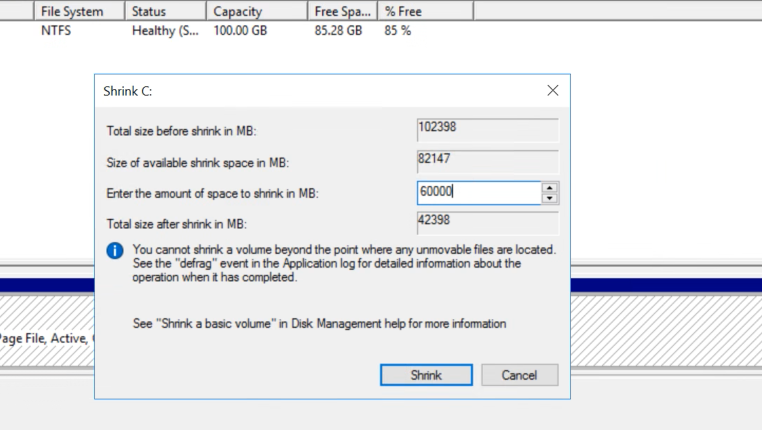 File System Status Capacity Free Spa... % Free
NTFS Healthy (S... 100.00 GB 85.28 GB 85 %
Shrink C:
Total size before shrink in MB: 102398
Size of available shrink space in MB: 82147
Enter the amount of space to shrink in MB: 60000
Total size after shrink in MB: 42398
You cannot shrink a volume beyond the point where any unmovable files are located.
See the "defrag" event in the Application log for detailed information about the
operation when it has completed.
See "Shrink a basic volume" in Disk Management help for more information
age File, Active,
Shrink Cancel